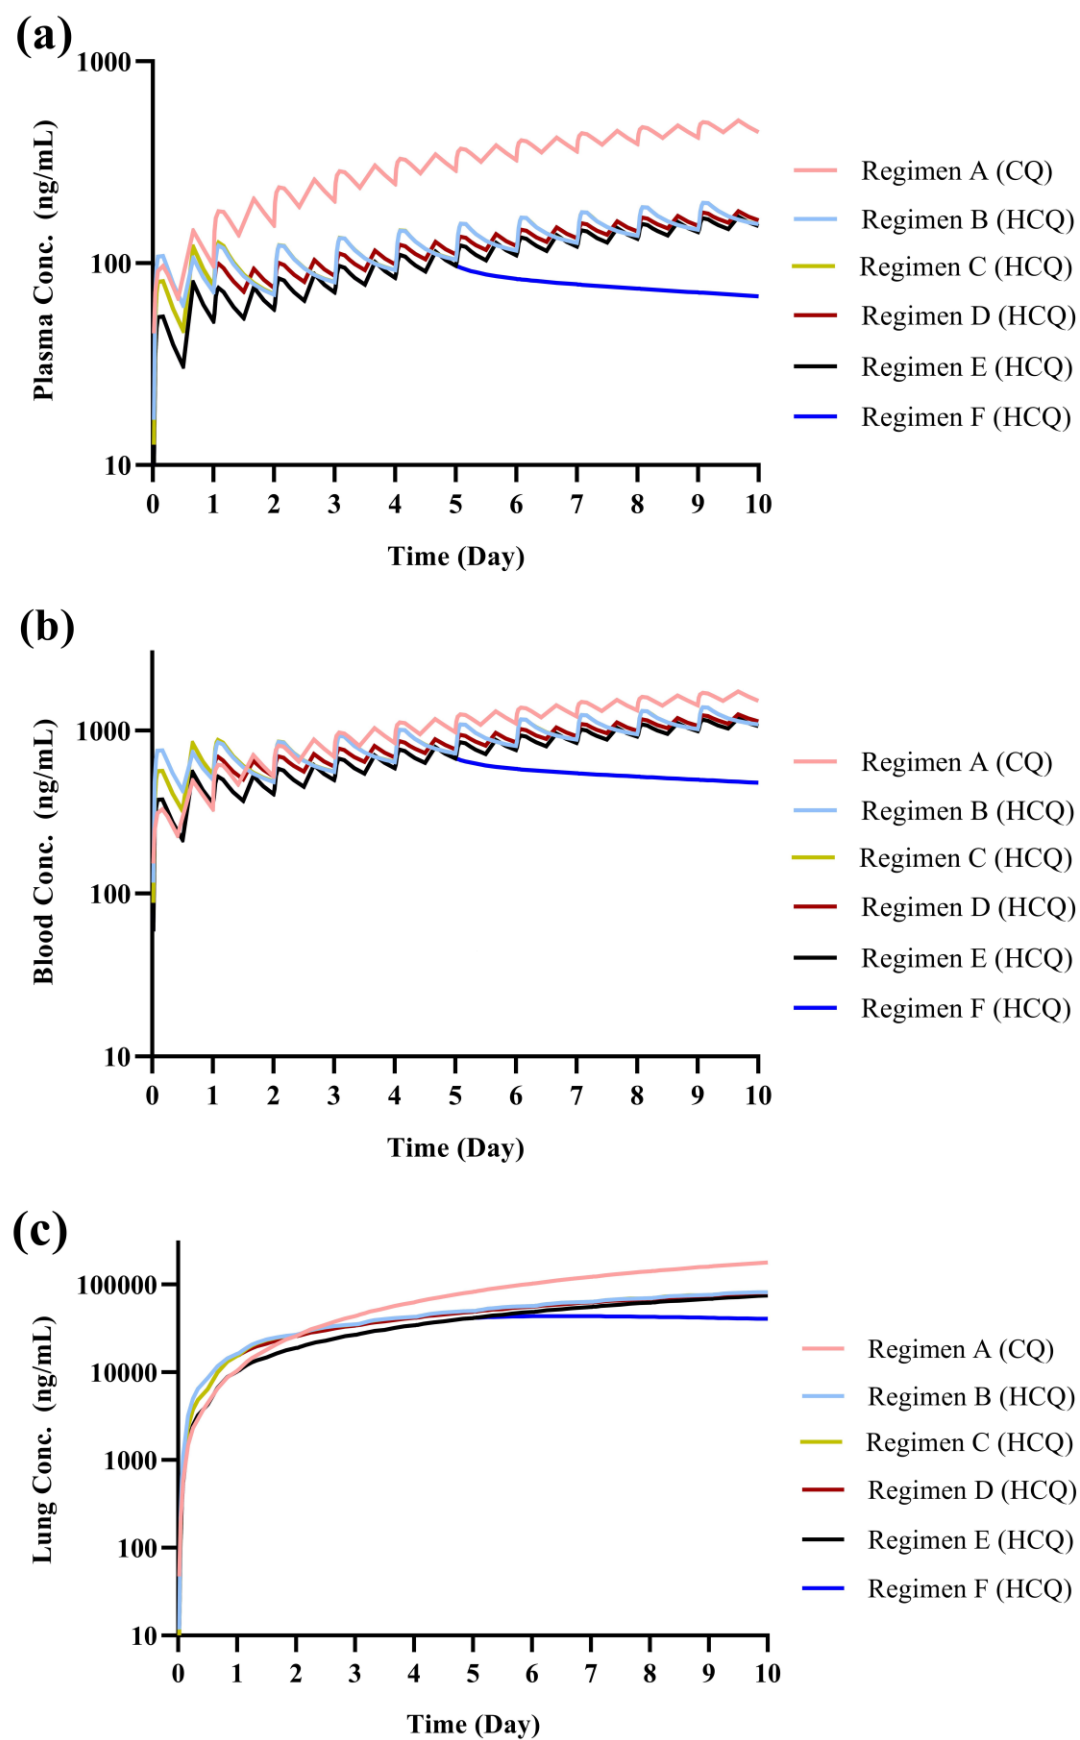 (a)
Plasma Conc. (ng/mL)
1000
100
10
0 1 2 3 4 5 6 7 8 9 10
Time (Day)
Regimen A (CQ)
Regimen B (HCQ)
Regimen C (HCQ)
Regimen D (HCQ)
Regimen E (HCQ)
Regimen F (HCQ)
(b)
Blood Conc. (ng/mL)
1000
100
10
0 1 2 3 4 5 6 7 8 9 10
Time (Day)
Regimen A (CQ)
Regimen B (HCQ)
Regimen C (HCQ)
Regimen D (HCQ)
Regimen E (HCQ)
Regimen F (HCQ)
(c)
Lung Conc. (ng/mL)
100000
10000
1000
100
10
0 1 2 3 4 5 6 7 8 9 10
Time (Day)
Regimen A (CQ)
Regimen B (HCQ)
Regimen C (HCQ)
Regimen D (HCQ)
Regimen E (HCQ)
Regimen F (HCQ)